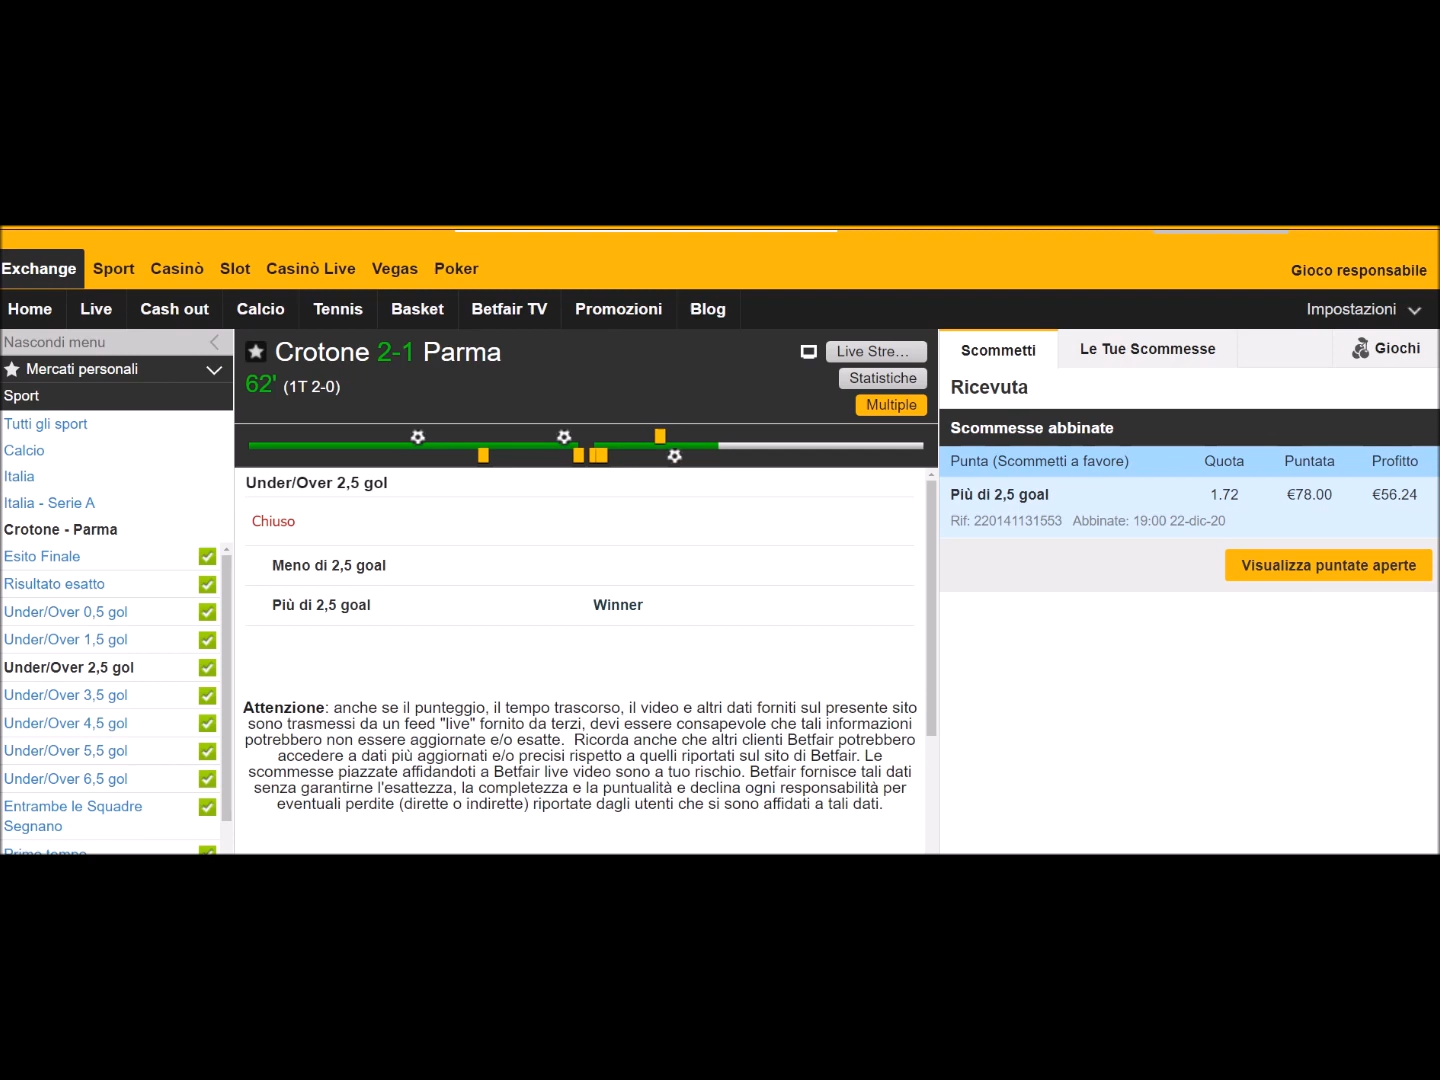 Exchange Sport Casinò Slot Casinò Live Vegas Poker
Gioco responsabile
Home Live Cash out Calcio Tennis Basket Betfair TV Promozioni Blog
Impostazioni
Nascondi menu
Mercati personali
Sport
Tutti gli sport
Calcio
Italia
Italia - Serie A
Crotone - Parma
Esito Finale
Risultato esatto
Under/Over 0,5 gol
Under/Over 1,5 gol
Under/Over 2,5 gol
Under/Over 3,5 gol
Under/Over 4,5 gol
Under/Over 5,5 gol
Under/Over 6,5 gol
Entrambe le Squadre
Segnano
Primo tempo
Crotone 2-1 Parma
62' (1T 2-0)
Live Stre...
Statistiche
Multiple
Under/Over 2,5 gol
Chiuso
Meno di 2,5 goal
Più di 2,5 goal Winner
Attenzione: anche se il punteggio, il tempo trascorso, il video e altri dati forniti sul presente sito
sono trasmessi da un feed "live" fornito da terzi, devi essere consapevole che tali informazioni
potrebbero non essere aggiornate e/o esatte. Ricorda anche che altri clienti Betfair potrebbero
accedere a dati più aggiornati e/o precisi rispetto a quelli riportati sul sito di Betfair. Le
scommesse piazzate affidandoti a Betfair live video sono a tuo rischio. Betfair fornisce tali dati
senza garantirne l'esattezza, la completezza e la puntualità e declina ogni responsabilità per
eventuali perdite (dirette o indirette) riportate dagli utenti che si sono affidati a tali dati.
Scommetti Le Tue Scommesse Giochi
Ricevuta
Scommesse abbinate
Punta (Scommetti a favore) Quota Puntata Profitto
Più di 2,5 goal 1.72 €78.00 €56.24
Rif: 220141131553 Abbinate: 19:00 22-dic-20
Visualizza puntate aperte